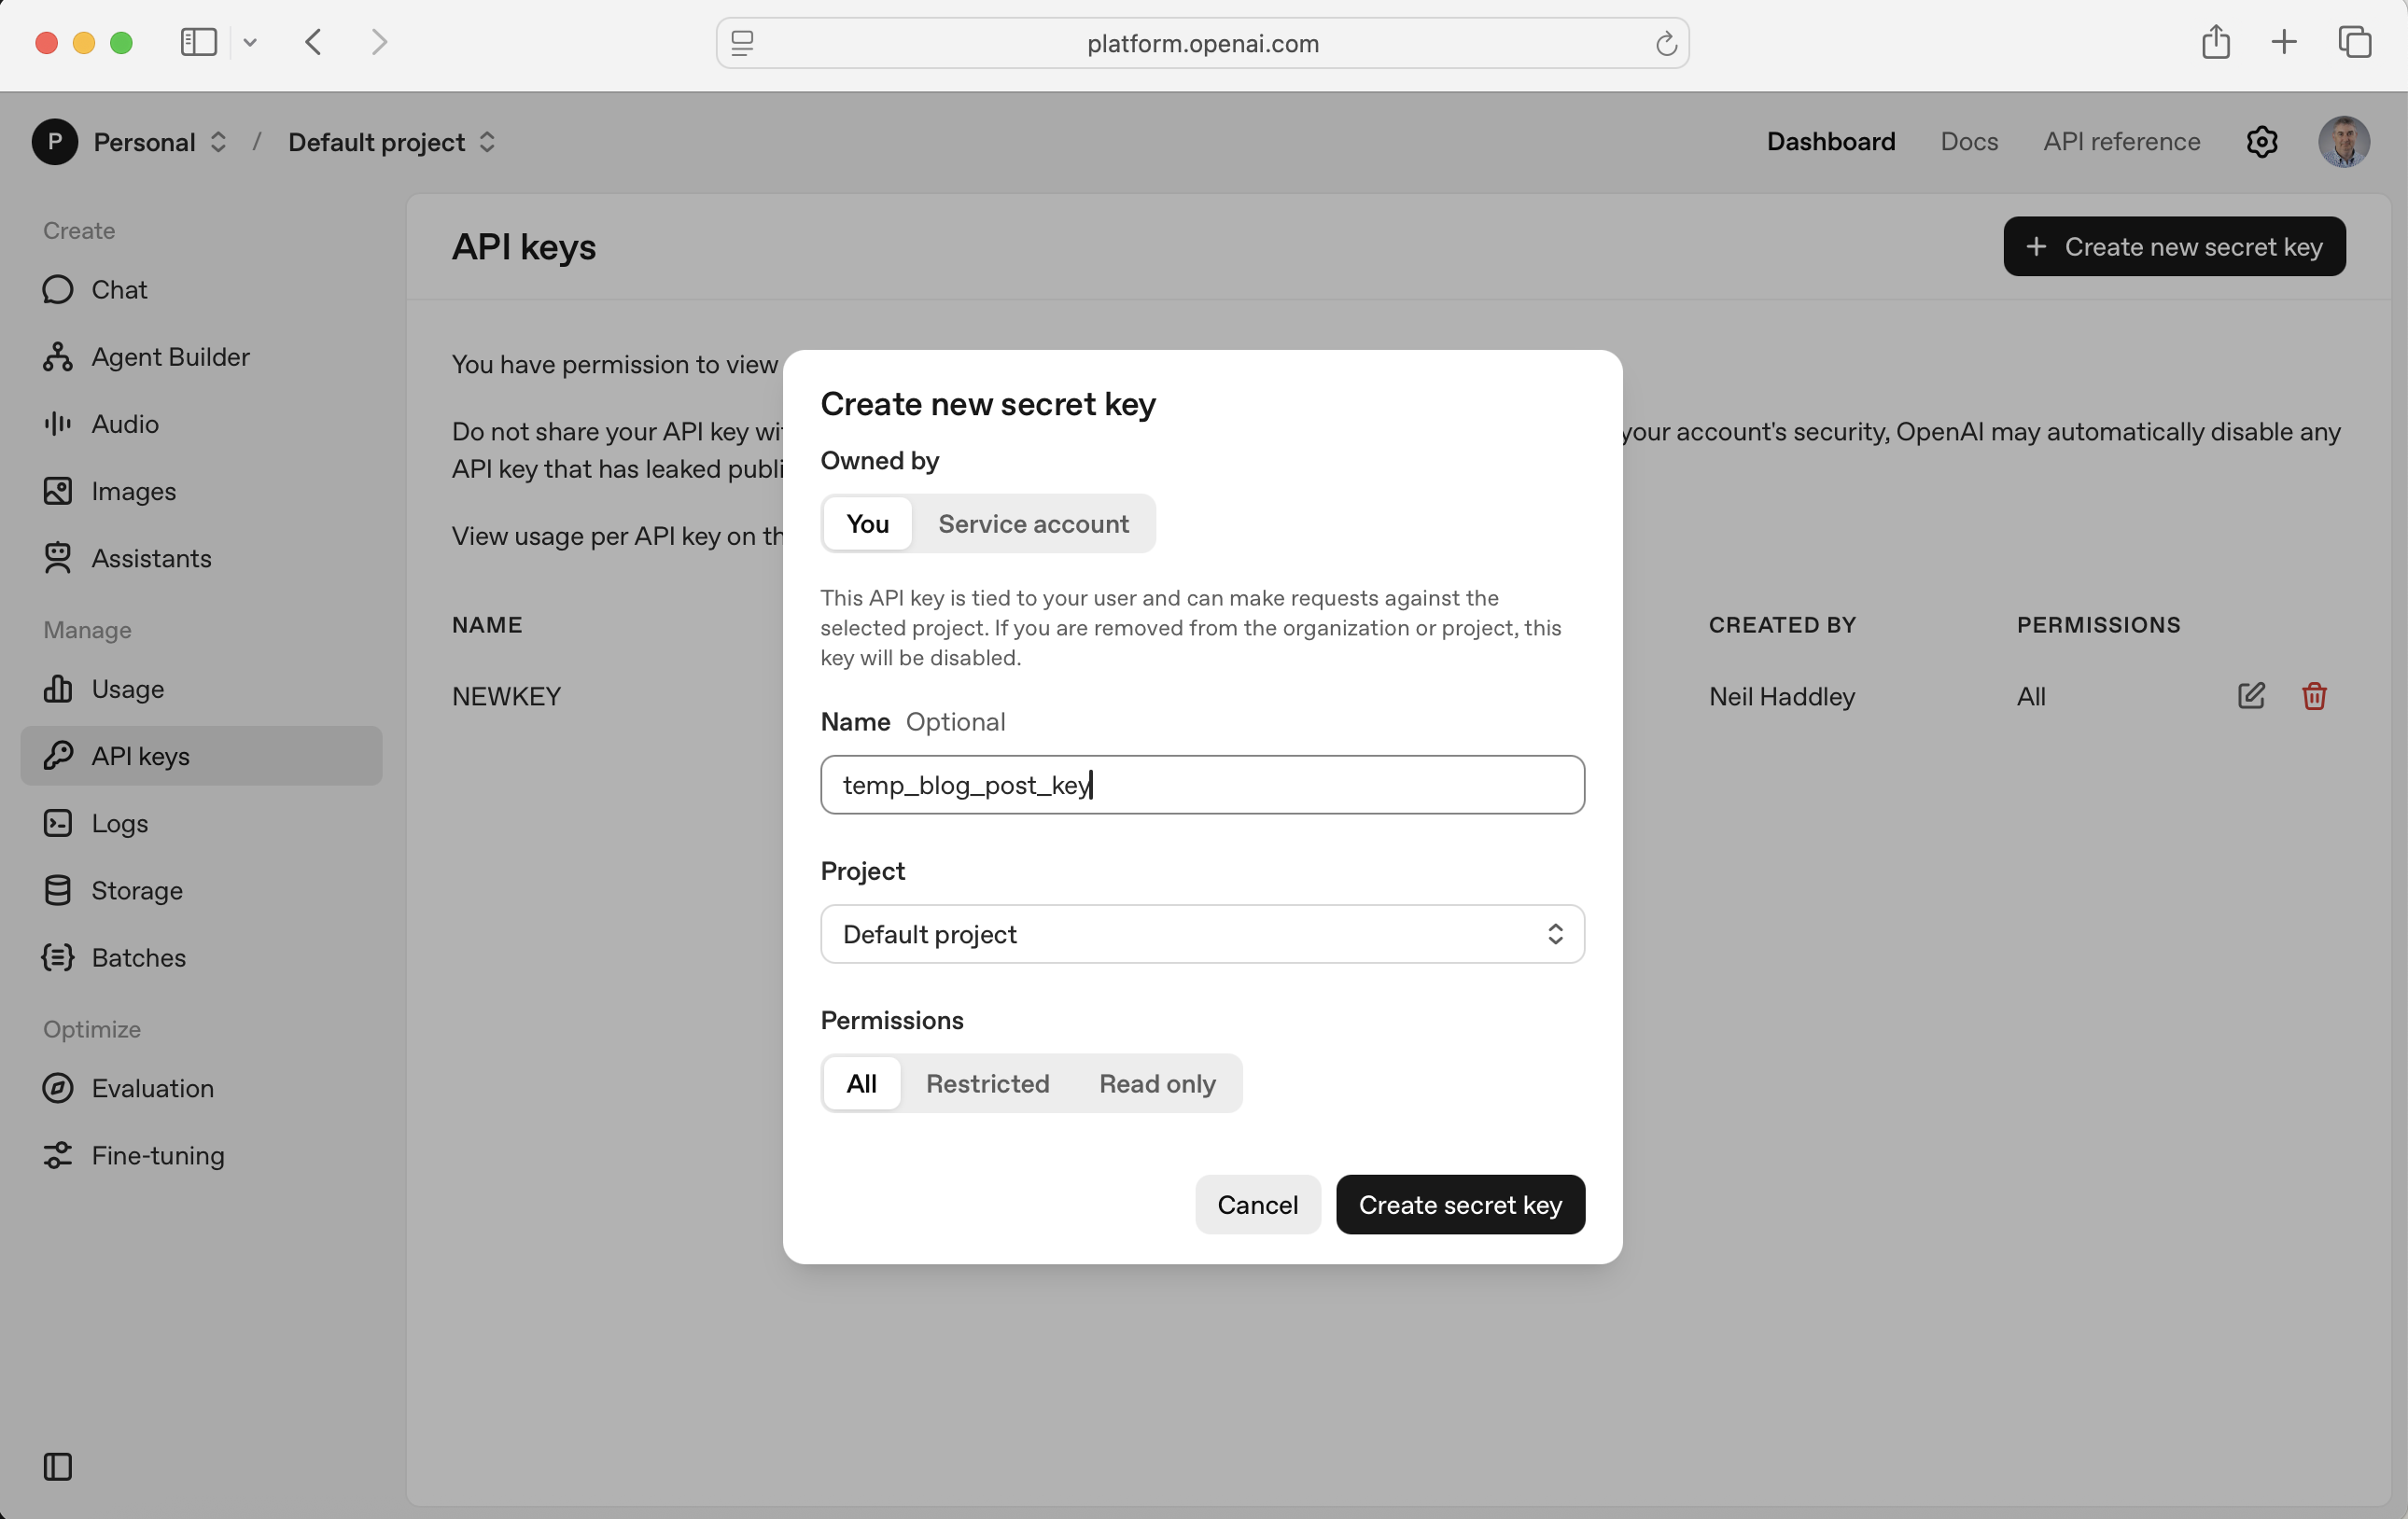 platform.openai.com
P Personal / Default project
Dashboard Docs API reference
Create
Chat
Agent Builder
Audio
Images
Assistants
Manage
Usage
API keys
Logs
Storage
Batches
Optimize
Evaluation
Fine-tuning
API keys
+ Create new secret key
You have permission to view
Do not share your API key wi
your account's security, OpenAI may automatically disable any
API key that has leaked publi
View usage per API key on th
NAME CREATED BY PERMISSIONS
NEWKEY Neil Haddley All
Create new secret key
Owned by
You Service account
This API key is tied to your user and can make requests against the
selected project. If you are removed from the organization or project, this
key will be disabled.
Name Optional
temp_blog_post_key
Project
Default project
Permissions
All Restricted Read only
Cancel Create secret key